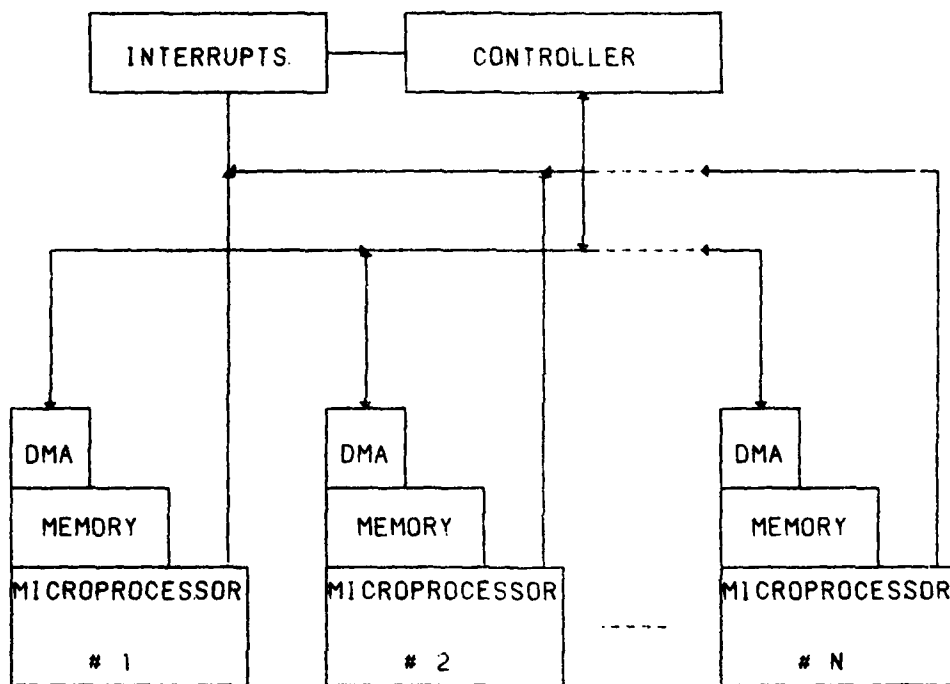 INTERRUPTS. CONTROLLER
DMA DMA DMA
MEMORY MEMORY MEMORY
MICROPROCESSOR MICROPROCESSOR MICROPROCESSOR
# 1 # 2 # N